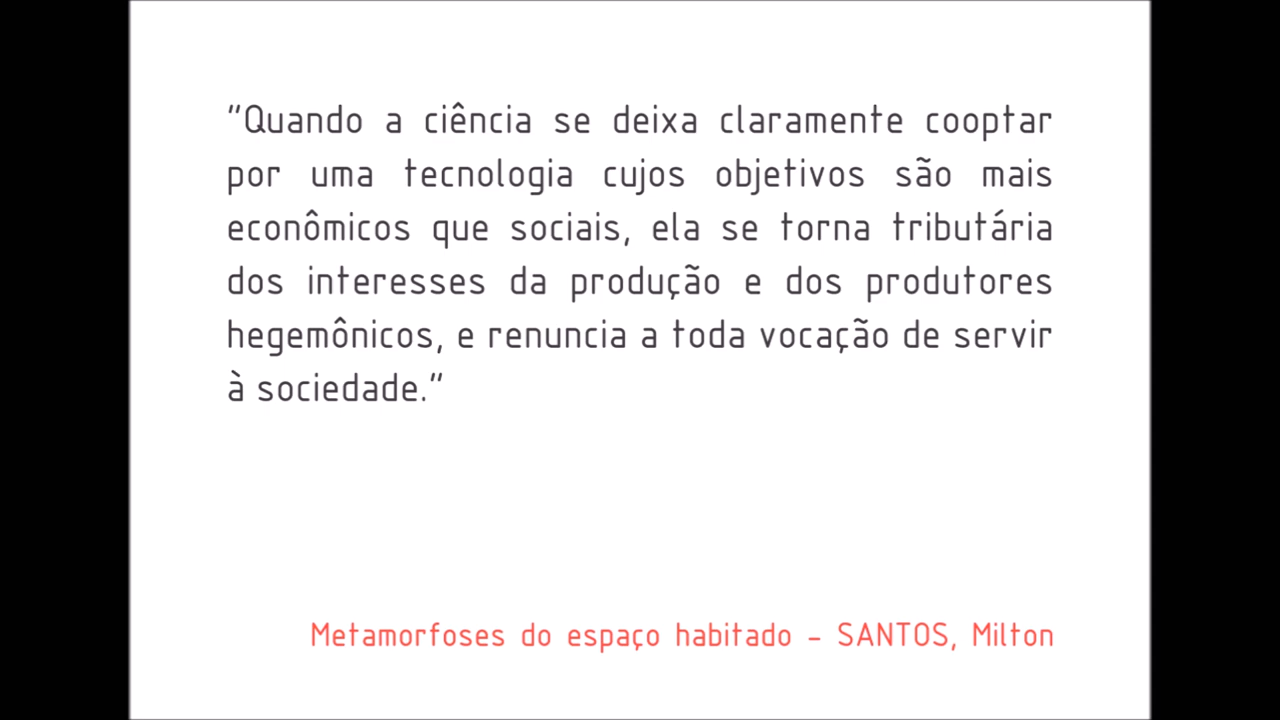 “Quando a ciência se deixa claramente cooptar
por uma tecnologia cujos objetivos são mais
econômicos que sociais, ela se torna tributária
dos interesses da produção e dos produtores
hegemônicos, e renuncia a toda vocação de servir
à sociedade.”
Metamorfoses do espaço habitado - SANTOS, Milton